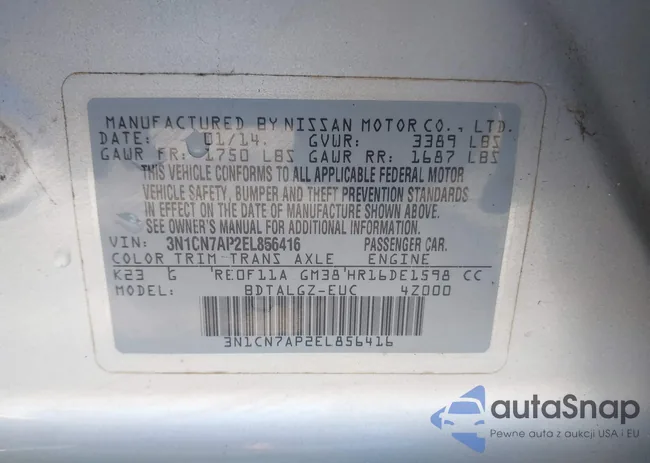 MANUFACTURED BY NISSAN MOTOR CO., LTD.
DATE: 01/14. GVWR: 3389 LBS
GAWR FR: 1750 LBS GAWR RR: 1687 LBS
THIS VEHICLE CONFORMS TO ALL APPLICABLE FEDERAL MOTOR
VEHICLE SAFETY, BUMPER AND THEFT PREVENTION STANDARDS
IN EFFECT ON THE DATE OF MANUFACTURE SHOWN ABOVE.
SEE OWNER'S MANUAL FOR ADDITIONAL INFORMATION.
VIN: 3N1CN7AP2EL856416 PASSENGER CAR.
COLOR TRIM TRANS AXLE ENGINE
K23 G RE0F11A GM38 HR16DE1598 CC
MODEL: BDTALGZ-EUC 4Z000
3N1CN7AP2EL856416
autoSnap
Pewne auta z aukcji USA i EU